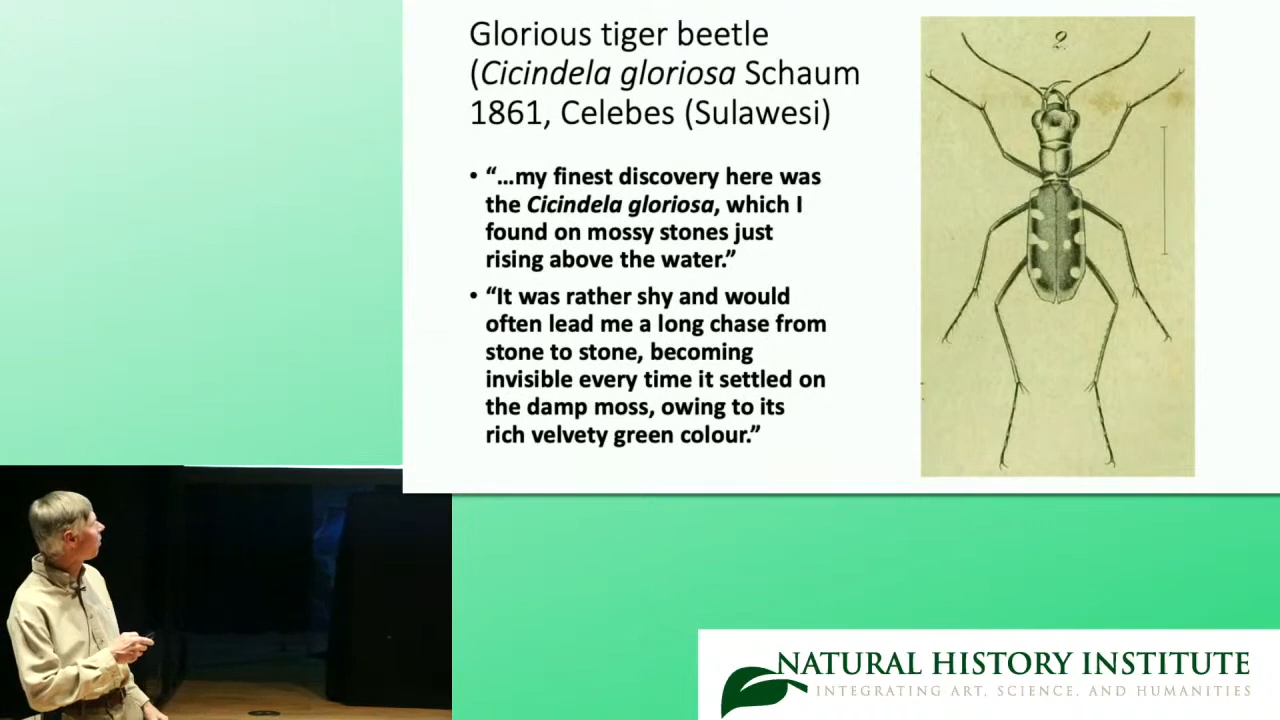 Glorious tiger beetle
(Cicindela gloriosa Schaum
1861, Celebes (Sulawesi)
• “…my finest discovery here was
the Cicindela gloriosa, which I
found on mossy stones just
rising above the water.”
• “It was rather shy and would
often lead me a long chase from
stone to stone, becoming
invisible every time it settled on
the damp moss, owing to its
rich velvety green colour.”
2.
NATURAL HISTORY INSTITUTE
INTEGRATING ART, SCIENCE, AND HUMANITIES